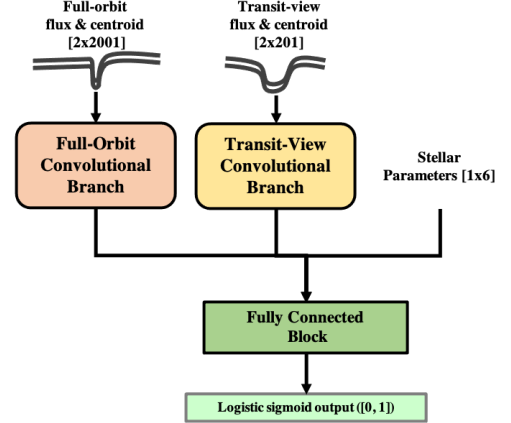 Full-orbit
flux & centroid
[2x2001]
Transit-view
flux & centroid
[2x201]
Full-Orbit
Convolutional
Branch
Transit-View
Convolutional
Branch
Stellar
Parameters [1x6]
Fully Connected
Block
Logistic sigmoid output ([0, 1])